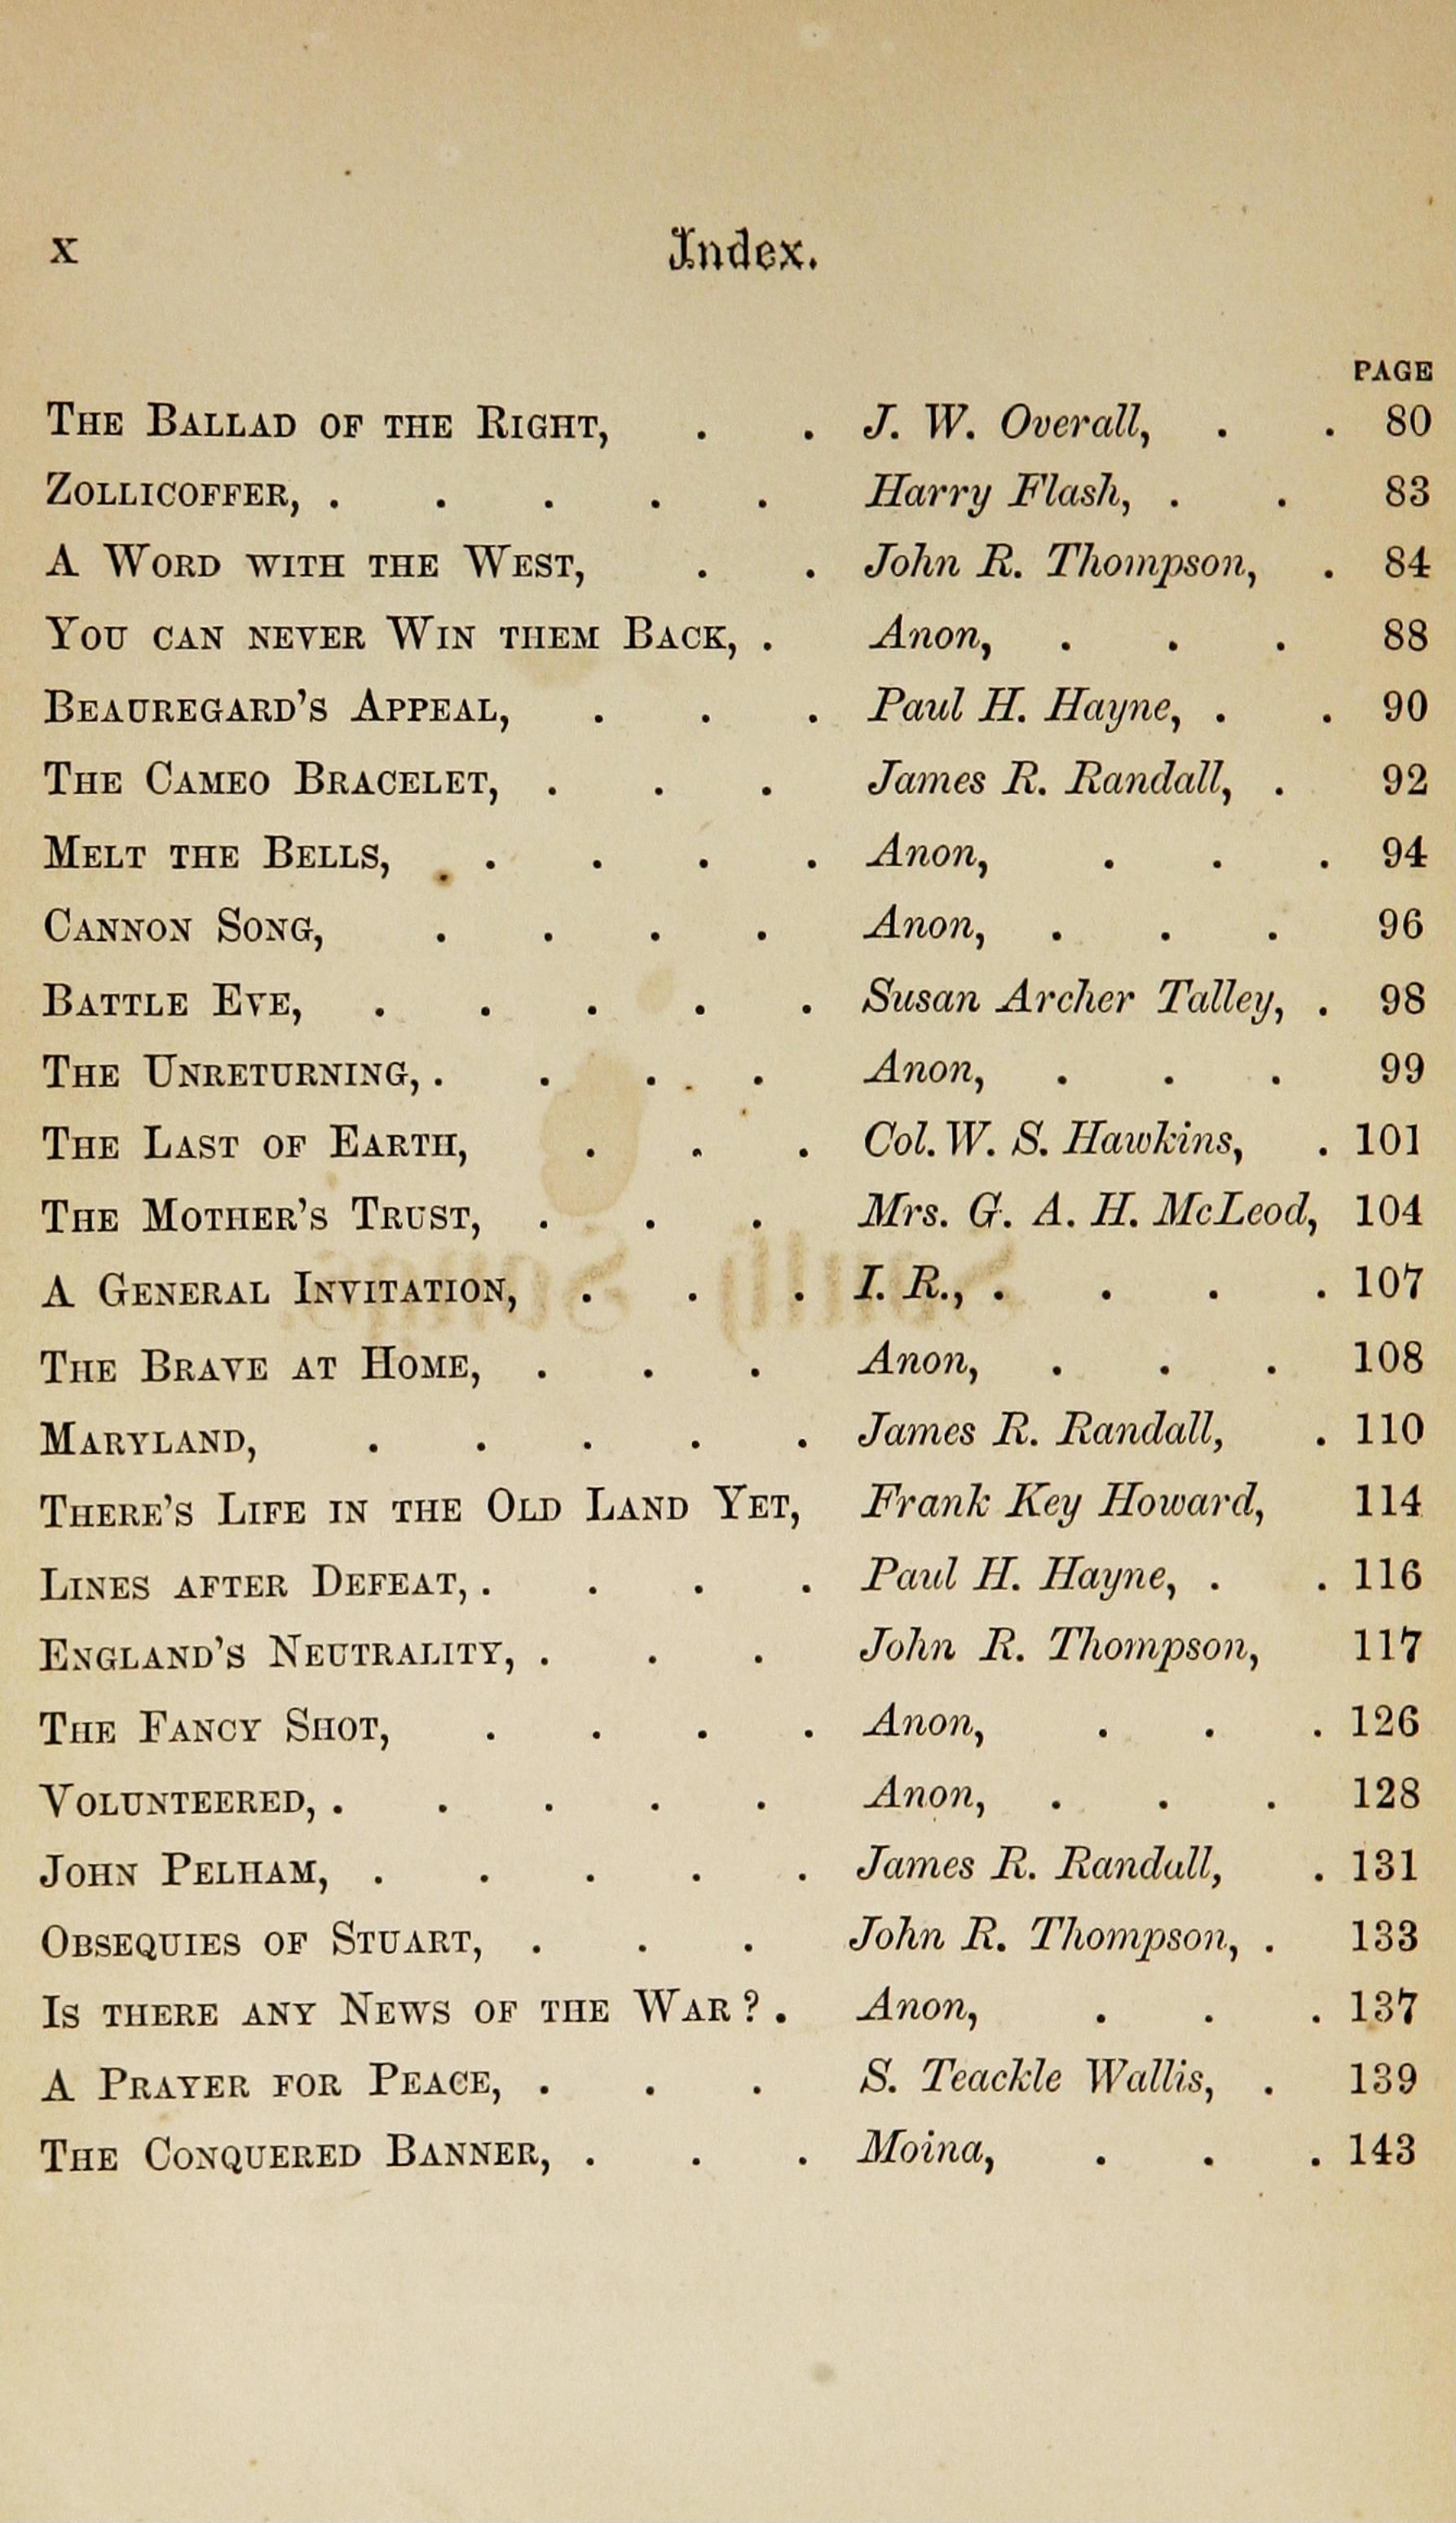 x Index.
PAGE
The Ballad of the Right, . . J. W. Overall, . . 80
Zollicoffer, . . . . . Harry Flash, . . 83
A Word with the West, . . John R. Thompson, . 84
You can never Win them Back, . Anon, . . . 88
Beauregard's Appeal, . . . Paul H. Hayne, . . 90
The Cameo Bracelet, . . . James R. Randall, . 92
Melt the Bells, . . . . Anon, . . . 94
Cannon Song, . . . . Anon, . . . 96
Battle Eve, . . . . . Susan Archer Talley, . 98
The Unreturning, . . . . Anon, . . . 99
The Last of Earth, . . . Col. W. S. Hawkins, . 101
The Mother's Trust, . . . Mrs. G. A. H. McLeod, 104
A General Invitation, . . . I. R., . . . . 107
The Brave at Home, . . . Anon, . . . 108
Maryland, . . . . . James R. Randall, . 110
There's Life in the Old Land Yet, Frank Key Howard, 114
Lines after Defeat, . . . . Paul H. Hayne, . . 116
England's Neutrality, . . . John R. Thompson, 117
The Fancy Shot, . . . . Anon, . . . 126
Volunteered, . . . . . Anon, . . . 128
John Pelham, . . . . . James R. Randall, . 131
Obsequies of Stuart, . . . John R. Thompson, . 133
Is there any News of the War? . Anon, . . . 137
A Prayer for Peace, . . . S. Teackle Wallis, . 139
The Conquered Banner, . . . Moina, . . . 143